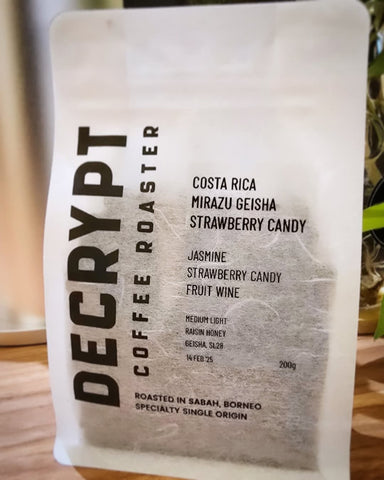 DECRYPT
COFFEE ROASTER
COSTA RICA
MIRAZU GEISHA
STRAWBERRY CANDY
JASMINE
STRAWBERRY CANDY
FRUIT WINE
MEDIUM LIGHT
RAISIN HONEY
GEISHA, SL28
14 FEB '25
200g
ROASTED IN SABAH, BORNEO
SPECIALTY SINGLE ORIGIN